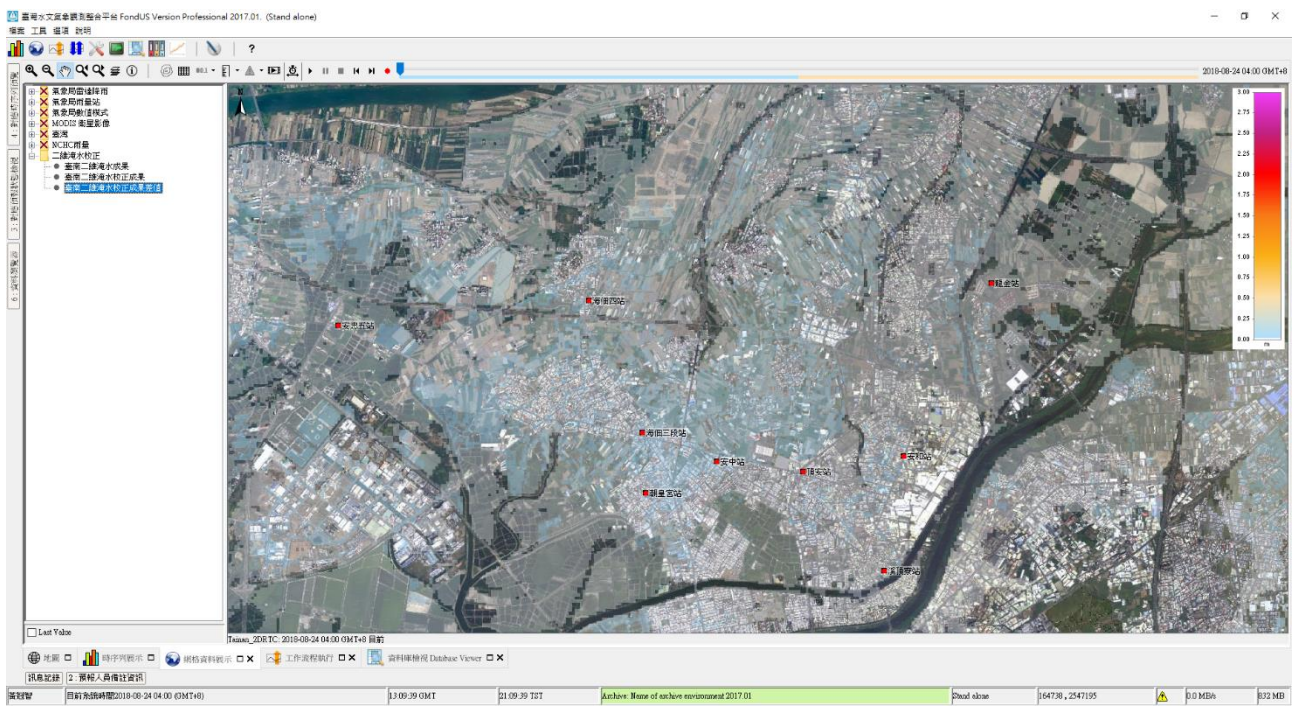 臺灣水文氣象觀測整合平台 FondUS Version Professional 2017.01. (Stand alone)
檔案 工具 選項 說明
?
2018-08-24 04:00 GMT+8
氣象局雷達降雨
氣象局雨量站
氣象局數值模式
MODIS 衛星影像
臺灣
NCHC雨量
二維淹水校正
臺南二維淹水成果
臺南二維淹水校正成果
臺南二維淹水校正成果差值
Last Value
3.00
2.75
2.50
2.25
2.00
1.75
1.50
1.25
1.00
0.75
0.50
0.25
0.00
m
海佃四站
龍金站
安忠五站
海佃三段站
安中站
頂安站
安和站
朝皇宮站
溪頂寮站
Tainan_2DRTC: 2018-08-24 04:00 GMT+8 目前
地圖
時序列展示
網格資料展示
工作流程執行
資料庫檢視 Database Viewer
訊息紀錄
2 : 預報人員備註資訊
目前系統時間2018-08-24 04:00 (GMT+8)
13:09:39 GMT
21:09:39 TST
Archive: Name of archive environment 2017.01
Stand alone
164738 , 2547195
0.0 MB/s
832 MB